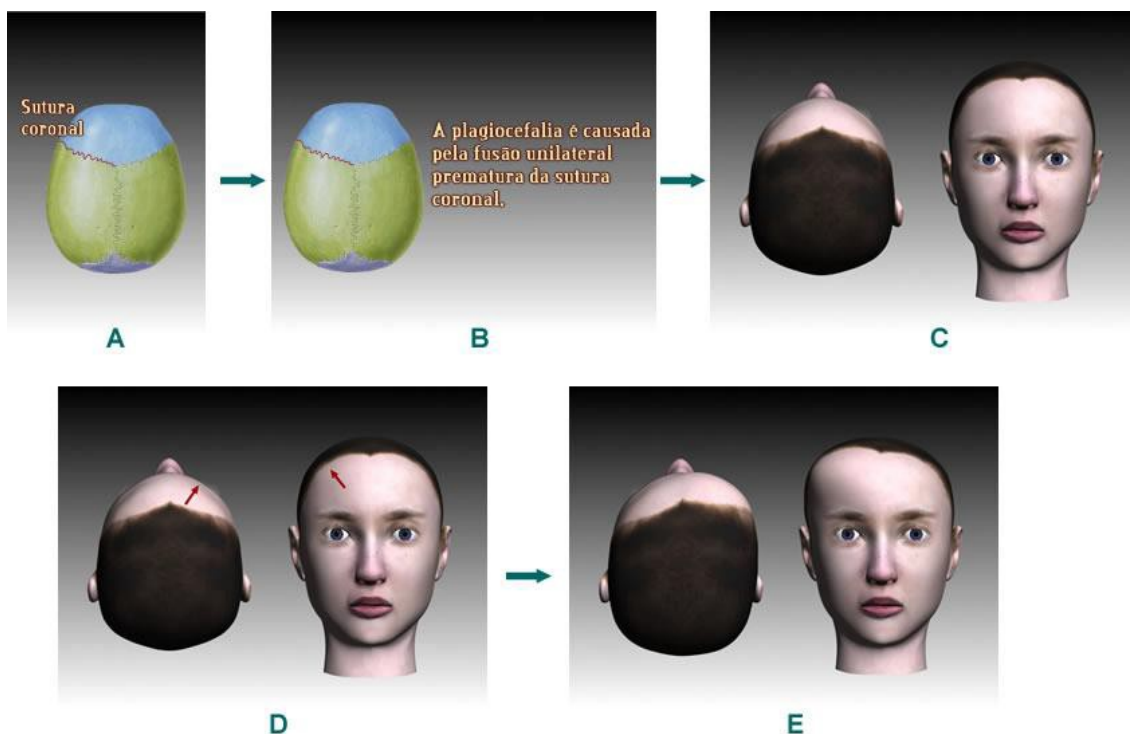 Sutura
coronal
A plagiocefalia é causada
pela fusão unilateral
prematura da sutura
coronal.
A
B
C
D
E